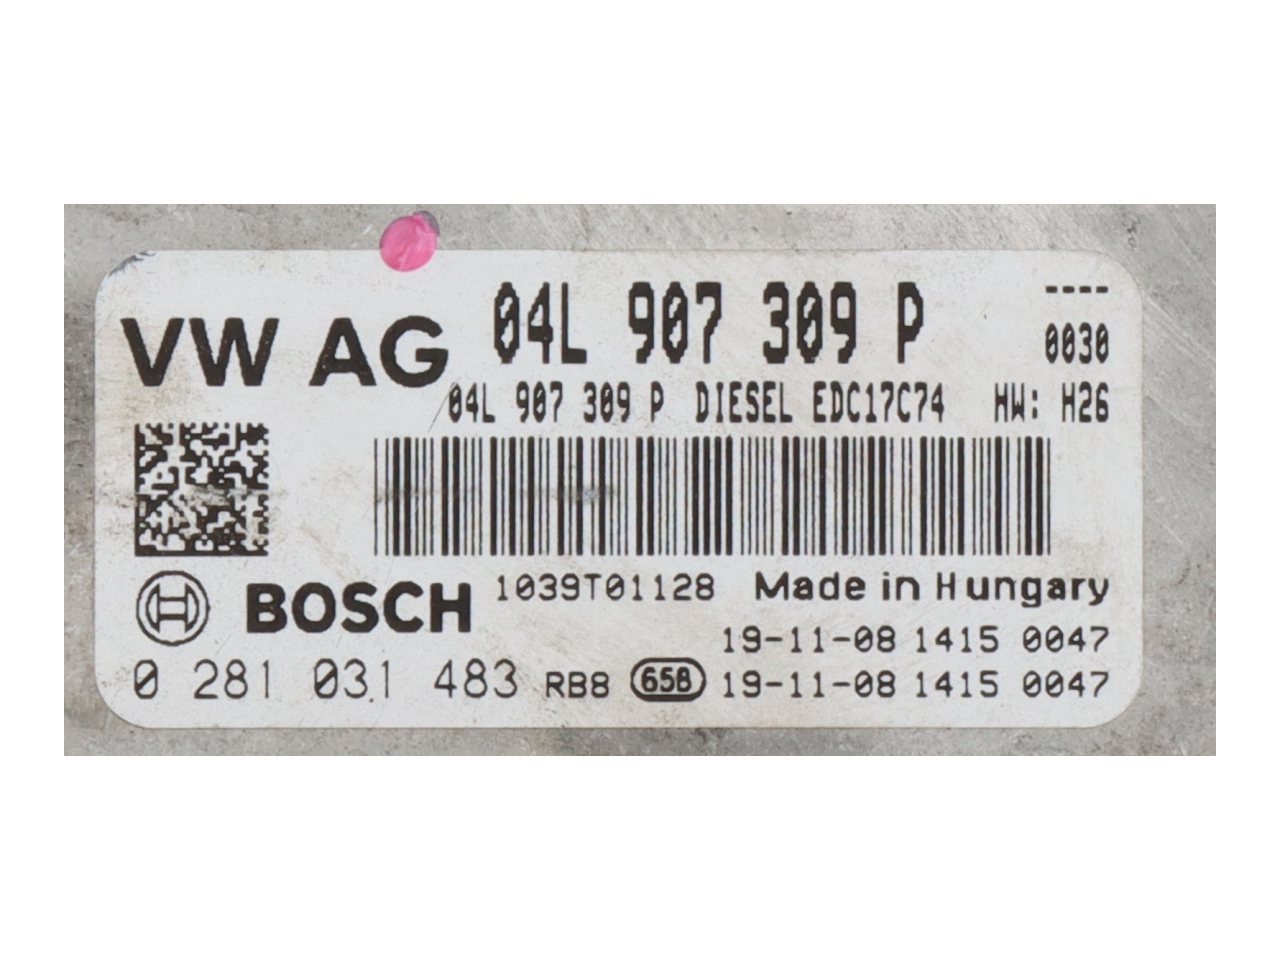 VW AG 04L 907 309 P ----
0030
04L 907 309 P DIESEL EDC17C74 HW: H26
BOSCH 1039T01128 Made in Hungary
19-11-08 1415 0047
0 281 031 483 RB8 65B 19-11-08 1415 0047